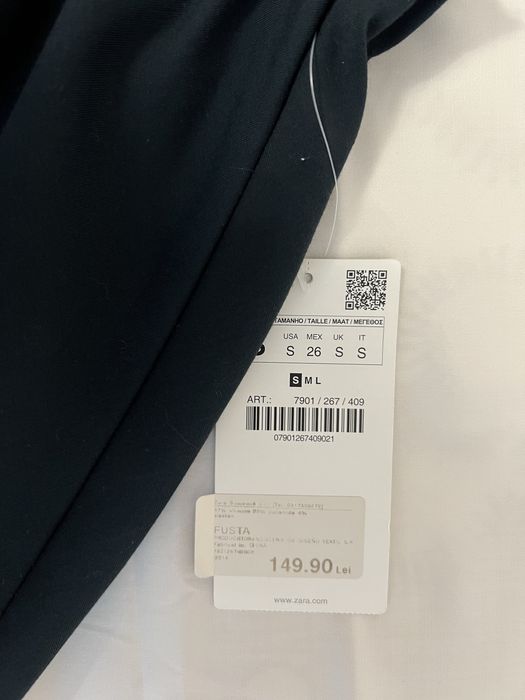 TAMANHO / TAILLE / MAAT / ΜΕΓΕΘΟΣ
USA MEX UK IT
S 26 S S
S M L
ART.: 7901 / 267 / 409
07901267409021
FUSTA
149.90 Lei
www.zara.com